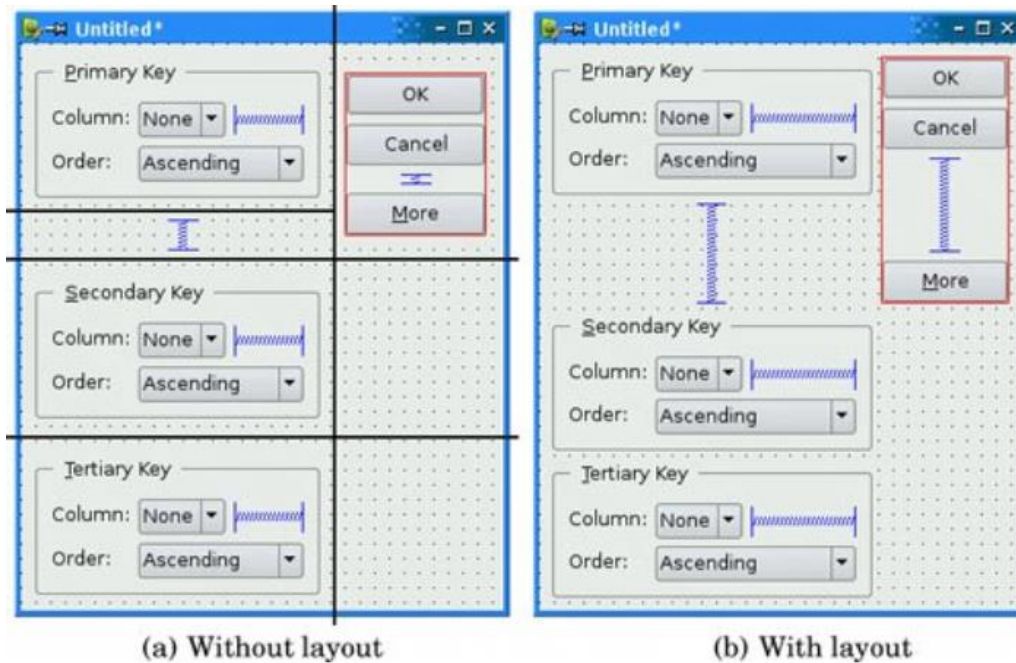 Untitled*
Primary Key
Column: None
Order: Ascending
OK
Cancel
More
Secondary Key
Column: None
Order: Ascending
Tertiary Key
Column: None
Order: Ascending
(a) Without layout
Untitled*
Primary Key
Column: None
Order: Ascending
OK
Cancel
More
Secondary Key
Column: None
Order: Ascending
Tertiary Key
Column: None
Order: Ascending
(b) With layout